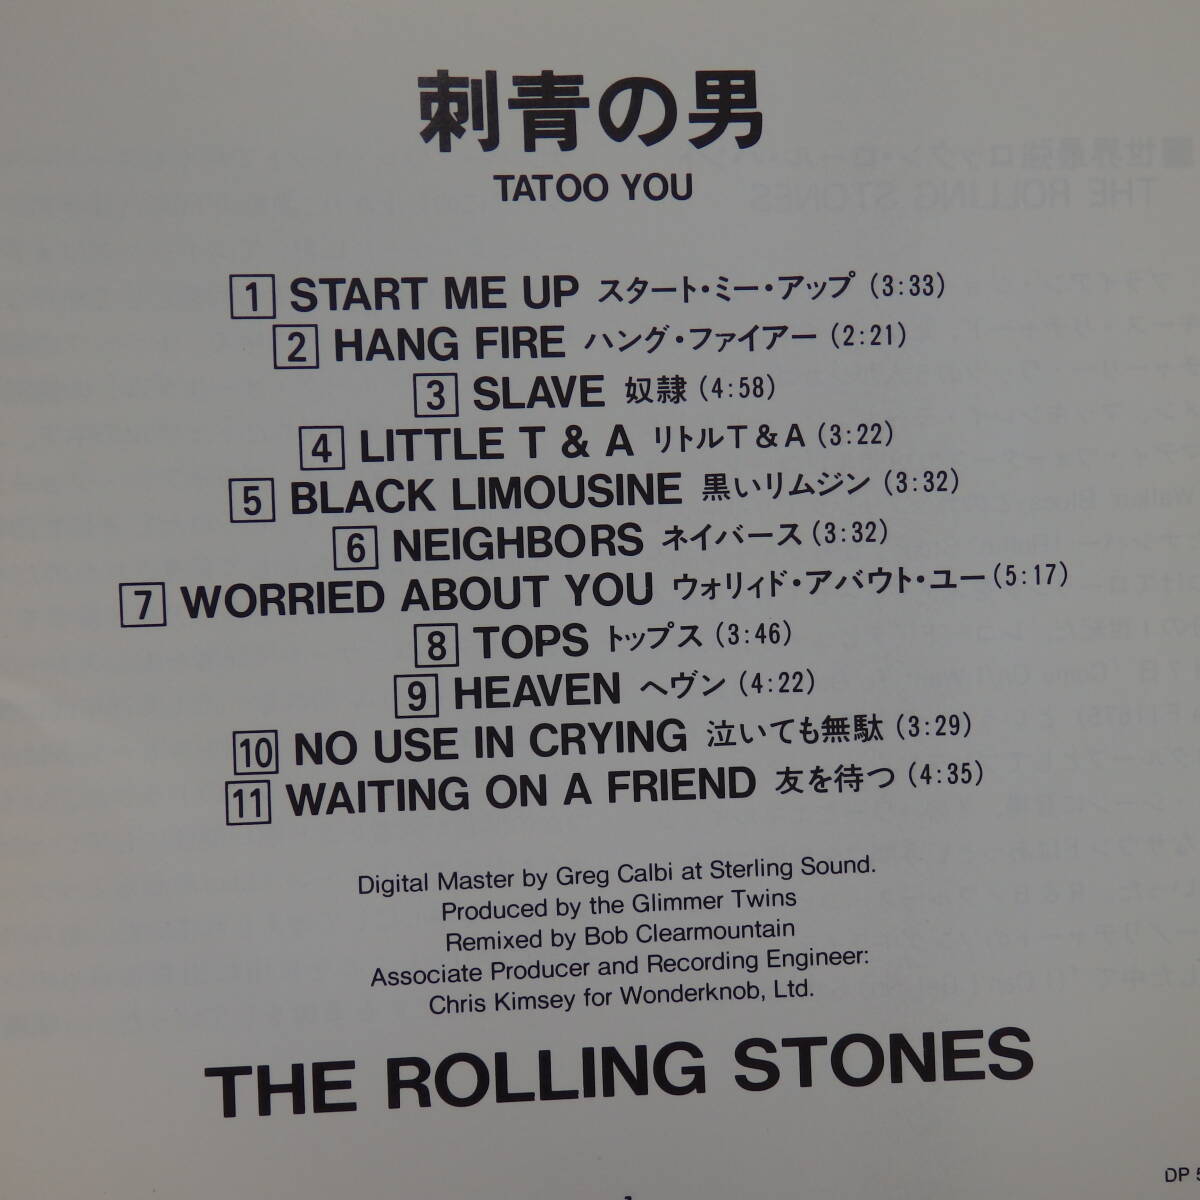 刺青の男
TATOO YOU
1 START ME UP スタート・ミー・アップ (3:33)
2 HANG FIRE ハング・ファイアー (2:21)
3 SLAVE 奴隷 (4:58)
4 LITTLE T & A リトルT&A (3:22)
5 BLACK LIMOUSINE 黒いリムジン (3:32)
6 NEIGHBORS ネイバース (3:32)
7 WORRIED ABOUT YOU ウォリィド・アバウト・ユー (5:17)
8 TOPS トップス (3:46)
9 HEAVEN ヘヴン (4:22)
10 NO USE IN CRYING 泣いても無駄 (3:29)
11 WAITING ON A FRIEND 友を待つ (4:35)
Digital Master by Greg Calbi at Sterling Sound.
Produced by the Glimmer Twins
Remixed by Bob Clearmountain
Associate Producer and Recording Engineer:
Chris Kimsey for Wonderknob, Ltd.
THE ROLLING STONES
DP 5